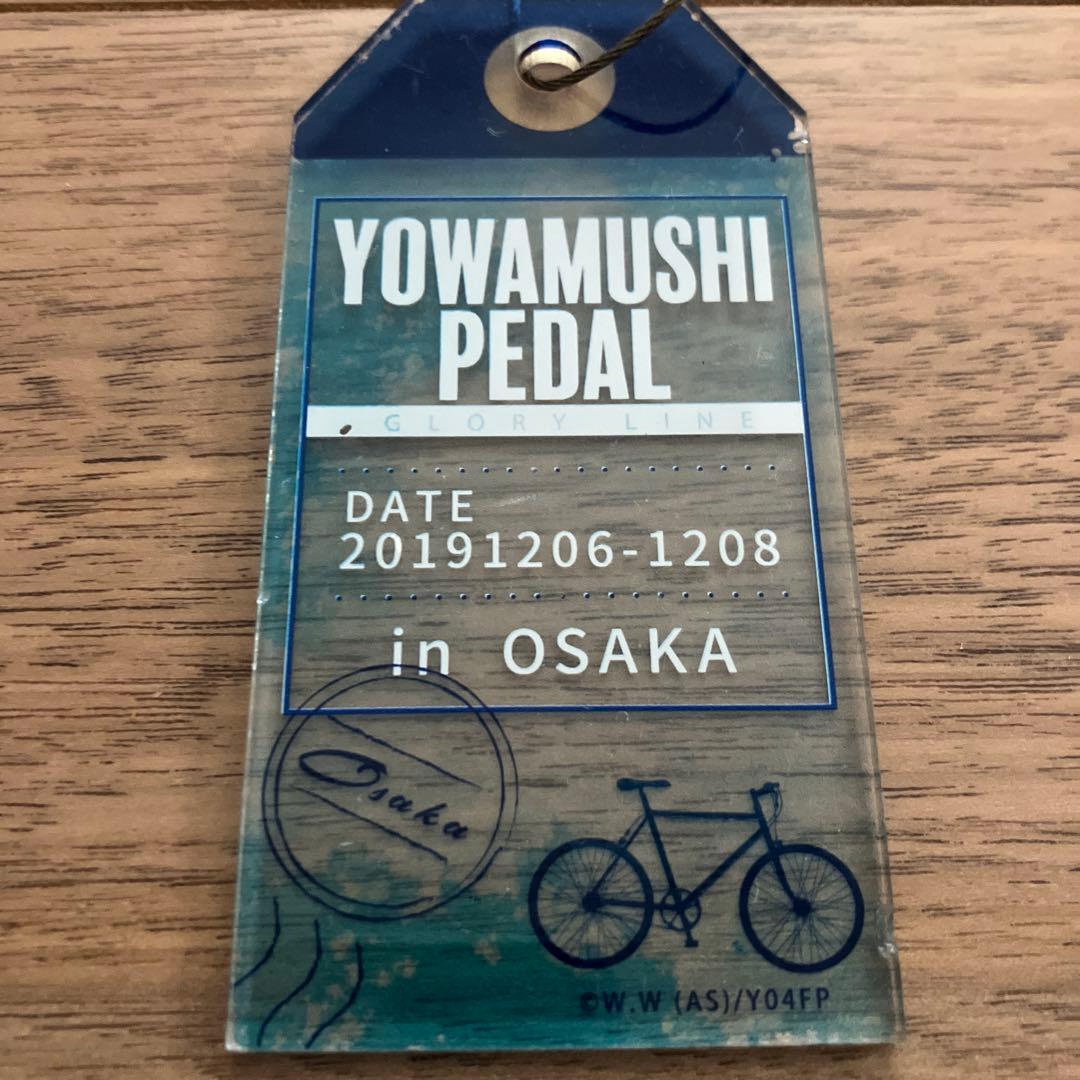 YOWAMUSHI
PEDAL
GLORY LINE
DATE
20191206-1208
in OSAKA
Osaka
©W.W (AS)/Y04FP